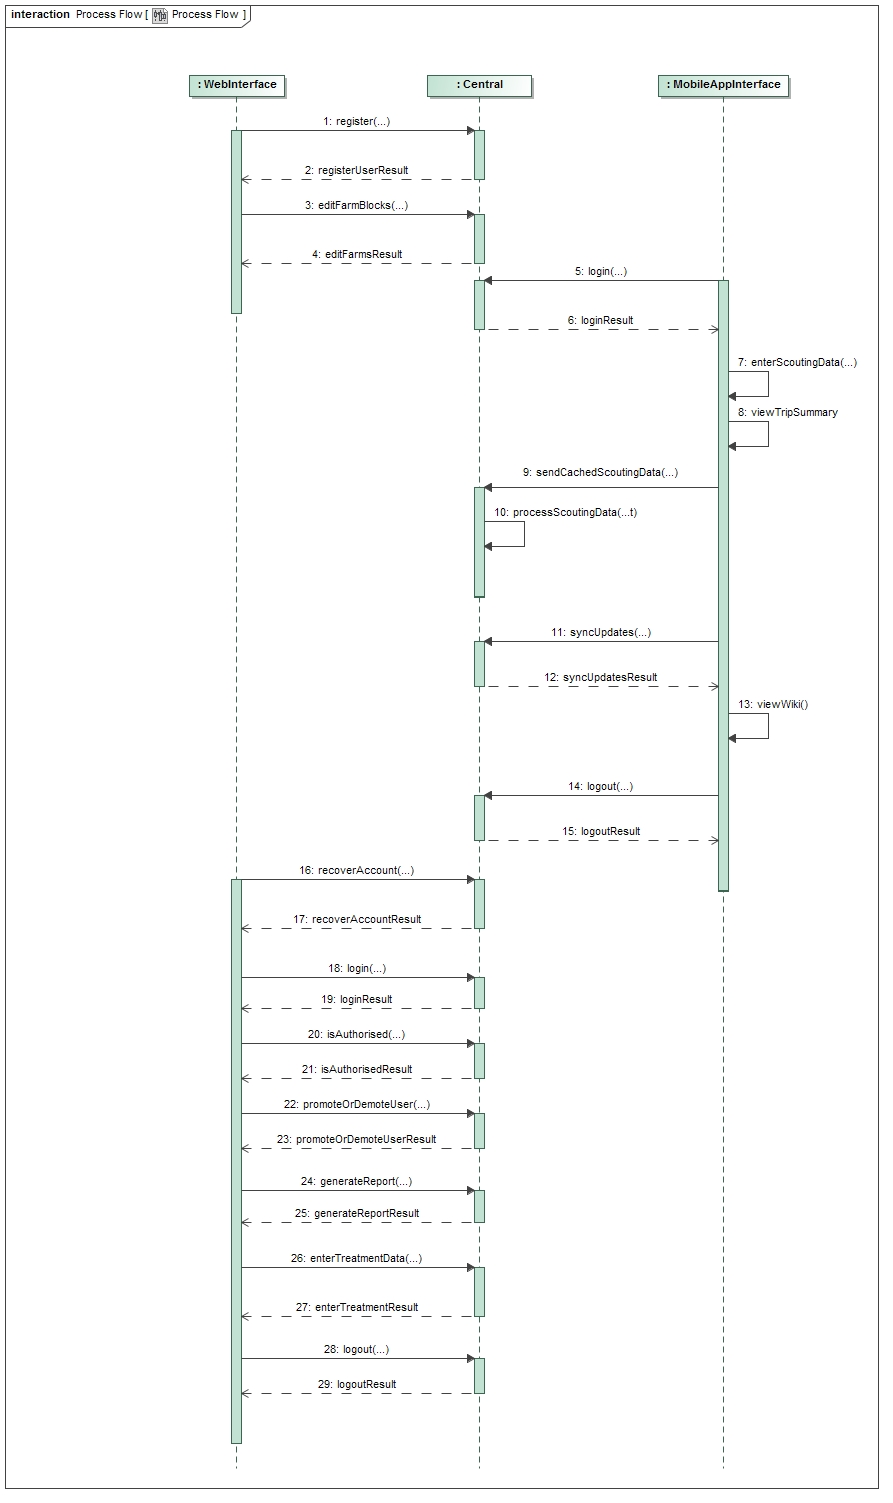 interaction Process Flow [ Process Flow ]
: WebInterface
: Central
: MobileAppInterface
1: register(...)
2: registerUserResult
3: editFarmBlocks(...)
4: editFarmsResult
5: login(...)
6: loginResult
7: enterScoutingData(...)
8: viewTripSummary
9: sendCachedScoutingData(...)
10: processScoutingData(...t)
11: syncUpdates(...)
12: syncUpdatesResult
13: viewWiki()
14: logout(...)
15: logoutResult
16: recoverAccount(...)
17: recoverAccountResult
18: login(...)
19: loginResult
20: isAuthorised(...)
21: isAuthorisedResult
22: promoteOrDemoteUser(...)
23: promoteOrDemoteUserResult
24: generateReport(...)
25: generateReportResult
26: enterTreatmentData(...)
27: enterTreatmentResult
28: logout(...)
29: logoutResult